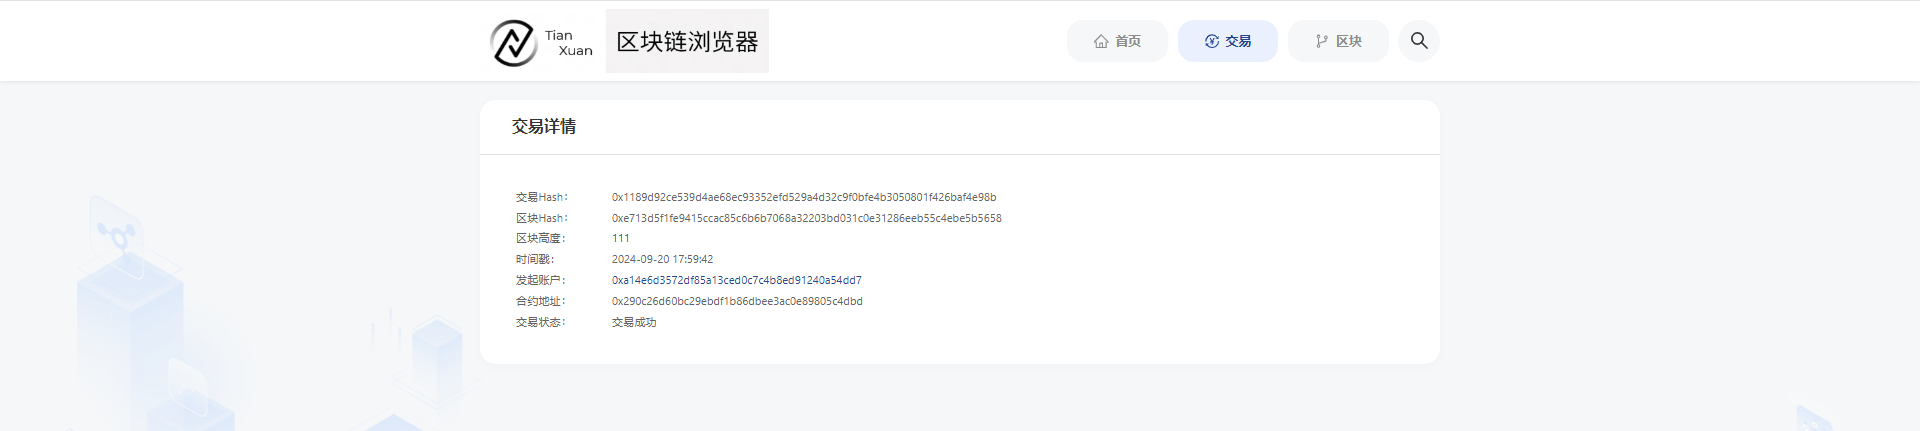 Tian
Xuan
区块链浏览器
首页
交易
区块
交易详情
交易Hash： 0x1189d92ce539d4ae68ec93352efd529a4d32c9f0bfe4b3050801f426baf4e98b
区块Hash： 0xe713d5f1fe9415ccac85c6b6b7068a32203bd031c0e31286eeb55c4ebe5b5658
区块高度： 111
时间戳： 2024-09-20 17:59:42
发起账户： 0xa14e6d3572df85a13ced0c7c4b8ed91240a54dd7
合约地址： 0x290c26d60bc29ebdf1b86dbee3ac0e89805c4dbd
交易状态： 交易成功